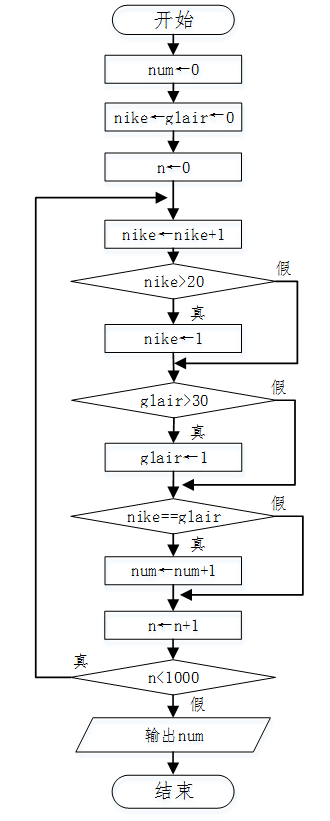 开始
num←0
nike←glair←0
n←0
nike←nike+1
nike>20
假
真
nike←1
glair>30
假
真
glair←1
nike==glair
假
真
num←num+1
n←n+1
真
n<1000
假
输出num
结束